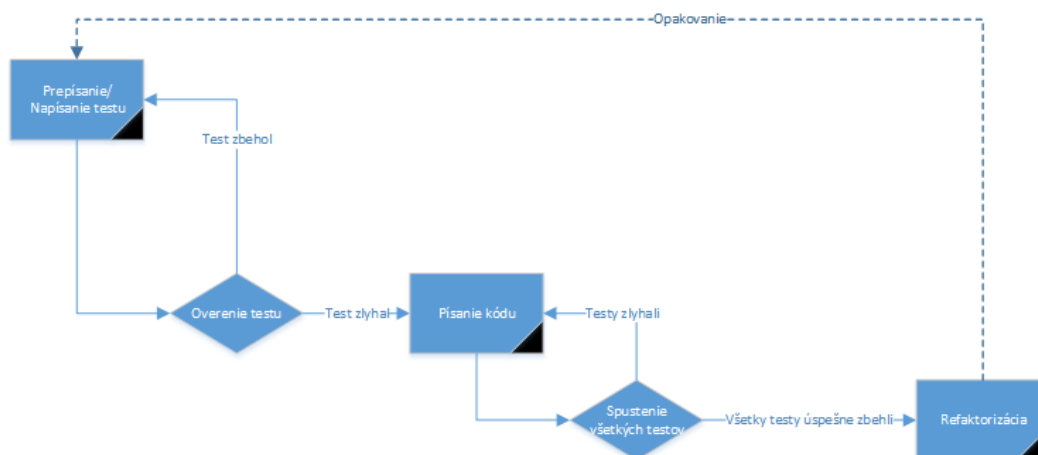 Opakovanie
Prepísanie/
Napísanie testu
Test zbehol
Overenie testu
Test zlyhal
Písanie kódu
Testy zlyhali
Spustenie
všetkých testov
Všetky testy úspešne zbehli
Refaktorizácia